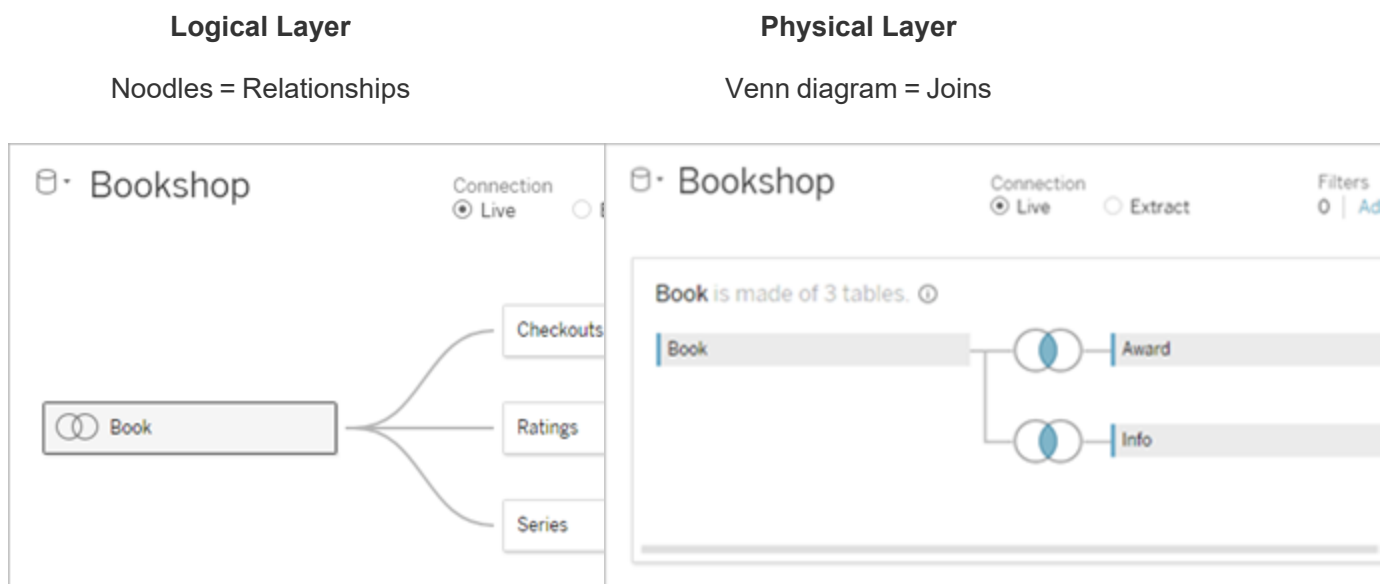 Logical Layer
Physical Layer
Noodles = Relationships
Venn diagram = Joins
Bookshop
Connection
Live
Checkouts
Book
Ratings
Series
Bookshop
Connection
Live
Extract
Filters
0
Ad
Book is made of 3 tables.
Book
Award
Info